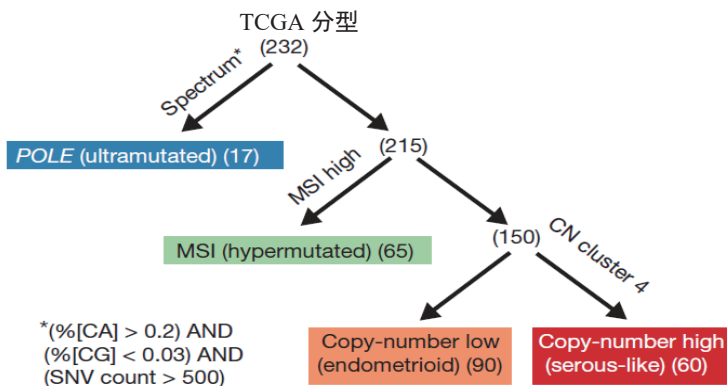 TCGA 分型
(232)
Spectrum*
POLE (ultramutated) (17)
(215)
MSI high
MSI (hypermutated) (65)
(150)
CN cluster 4
Copy-number low
(endometrioid) (90)
Copy-number high
(serous-like) (60)
*(%[CA] > 0.2) AND
(%[CG] < 0.03) AND
(SNV count > 500)